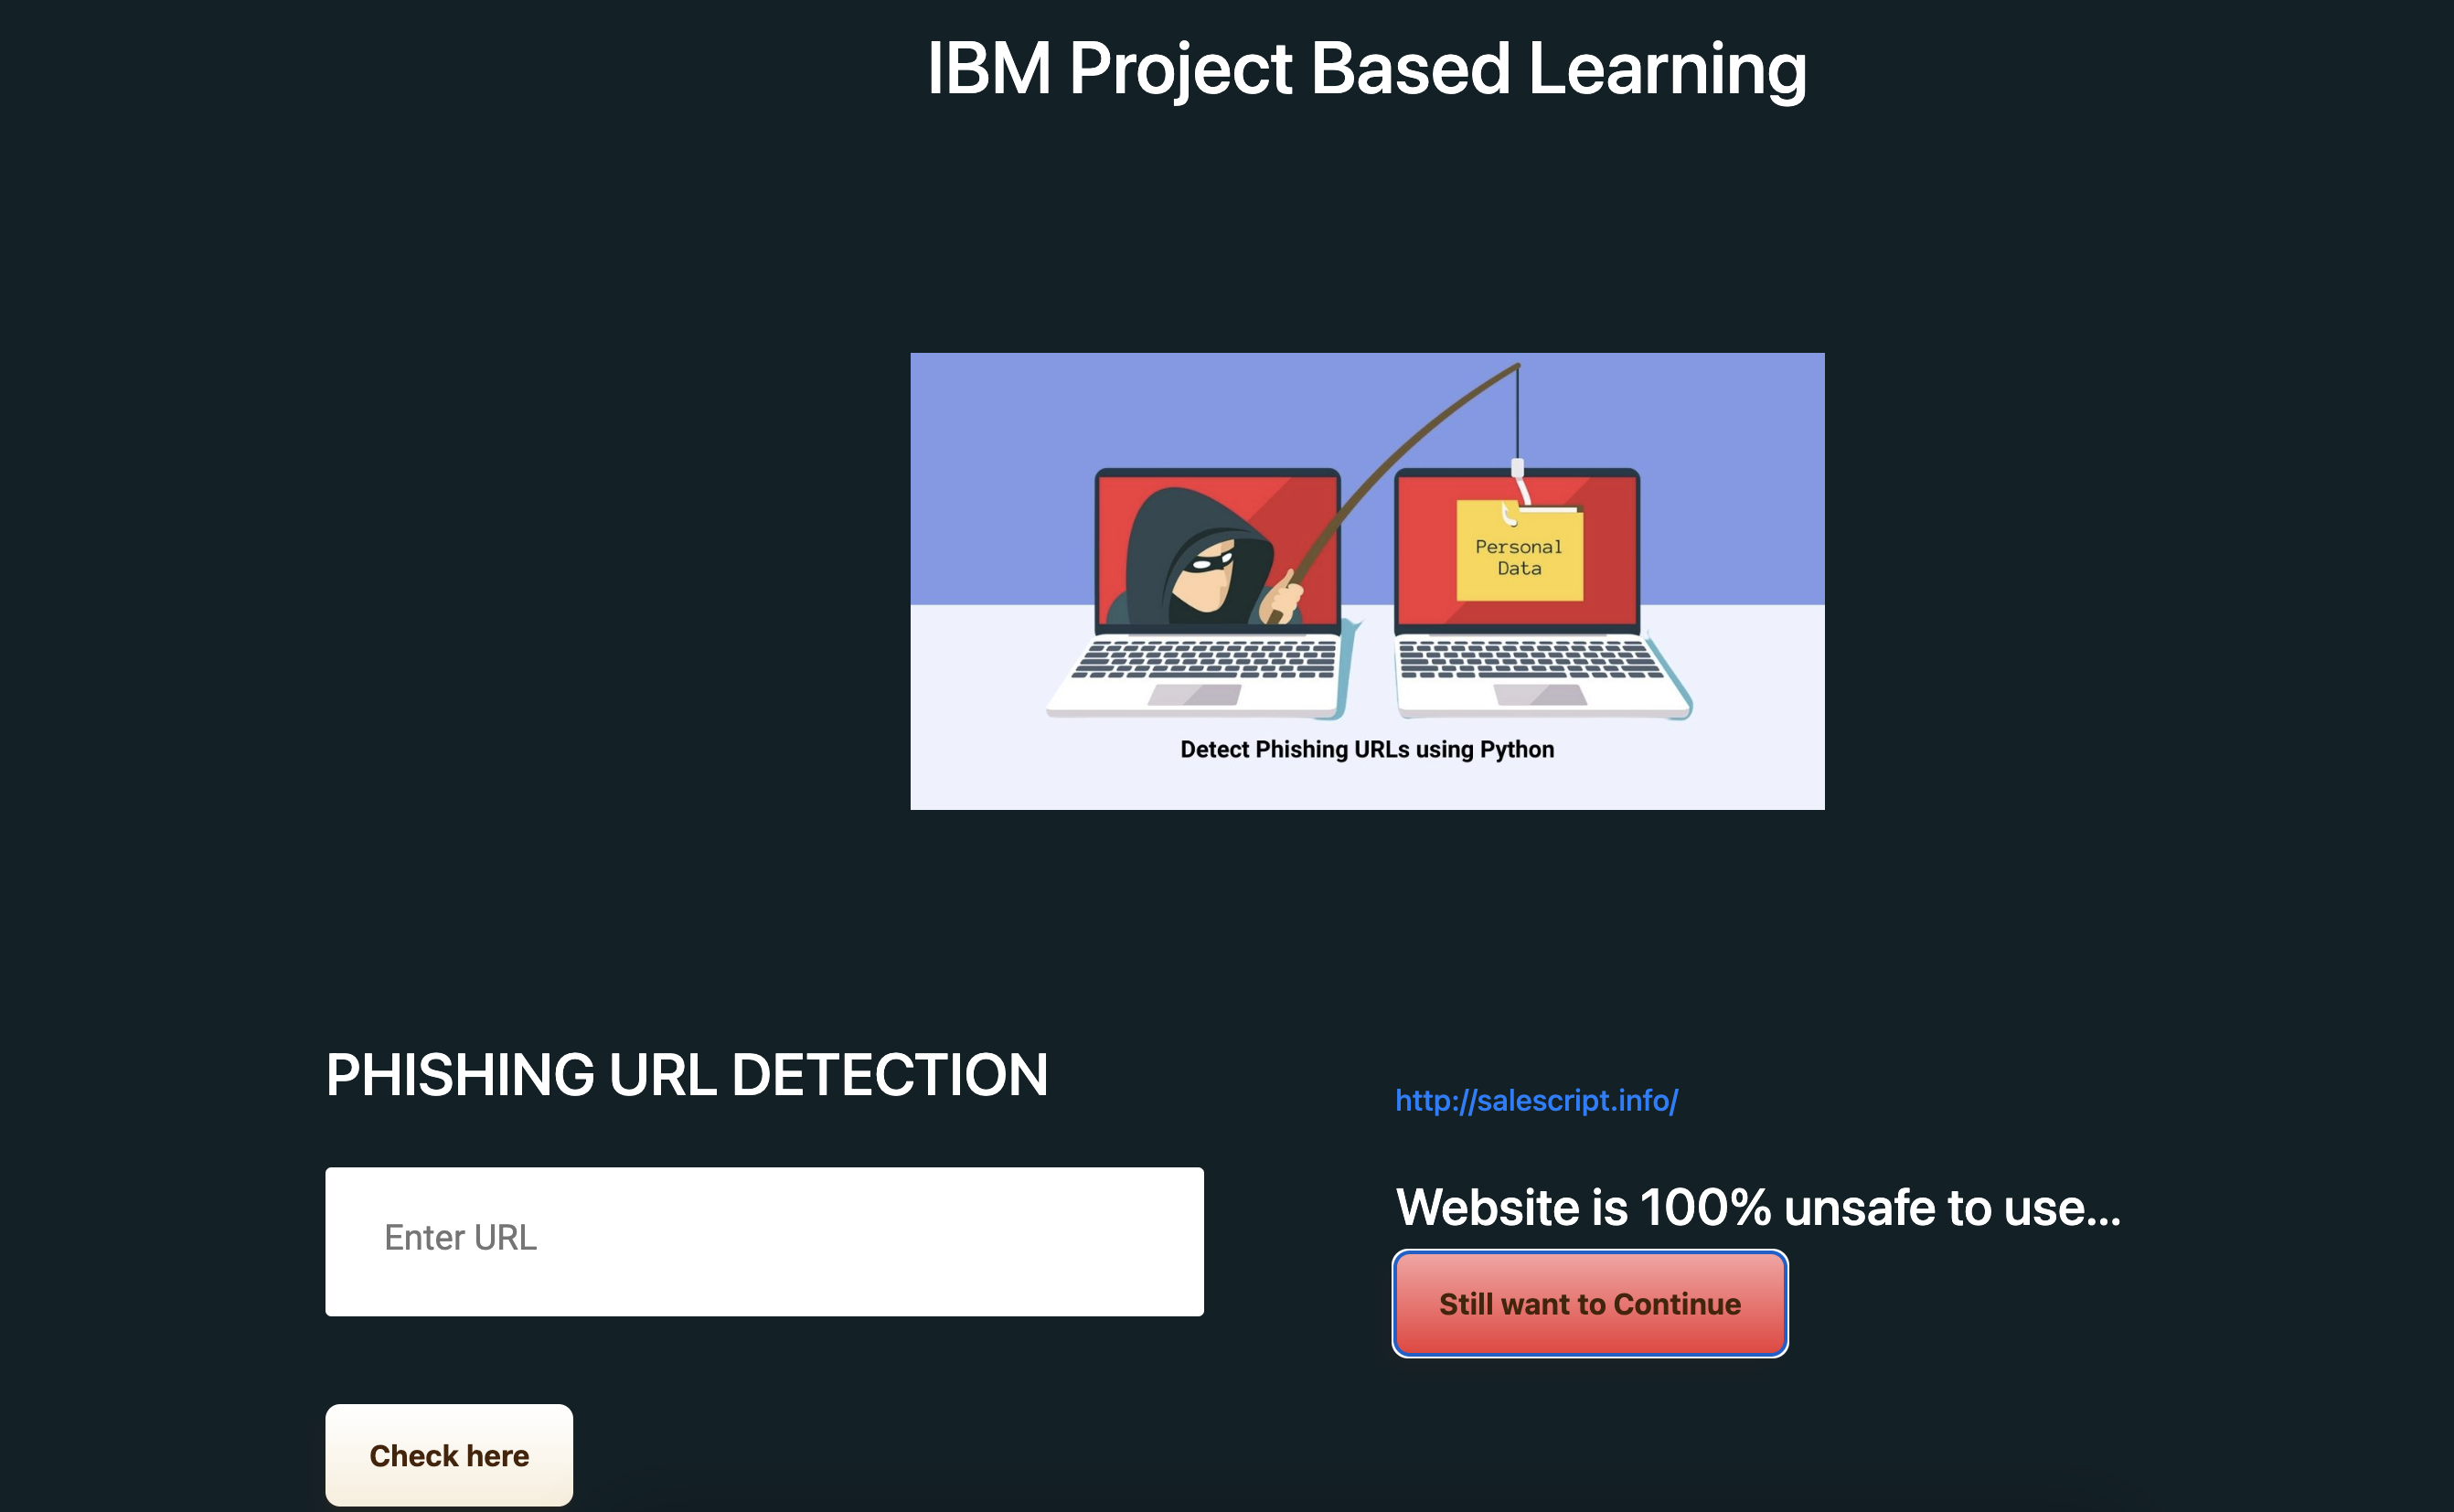 IBM Project Based Learning
Personal
Data
Detect Phishing URLs using Python
PHISHING URL DETECTION
Enter URL
Check here
http://salescript.info/
Website is 100% unsafe to use...
Still want to Continue